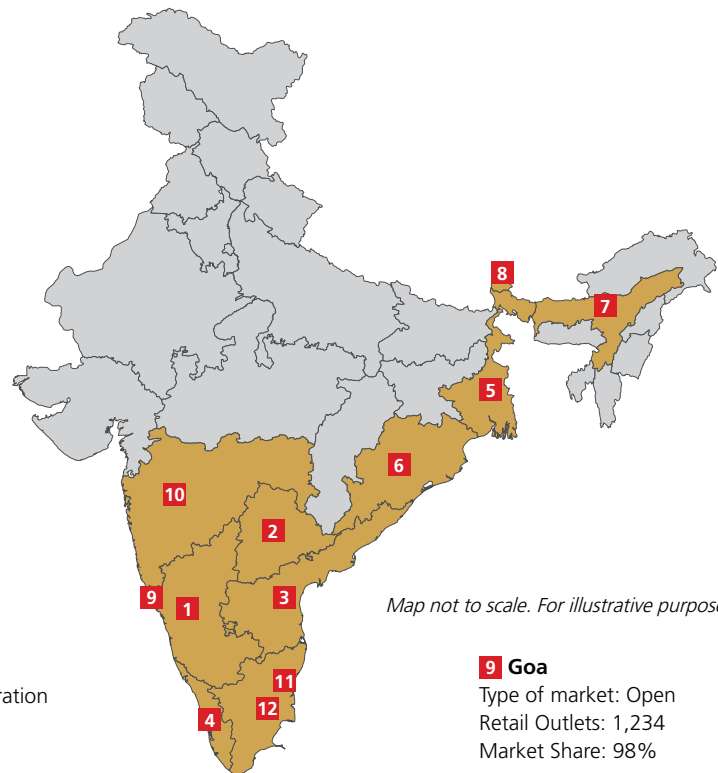 8
7
5
6
10
2
9
1
3
Map not to scale. For illustrative purpose
11
12
4
ration
9 Goa
Type of market: Open
Retail Outlets: 1,234
Market Share: 98%